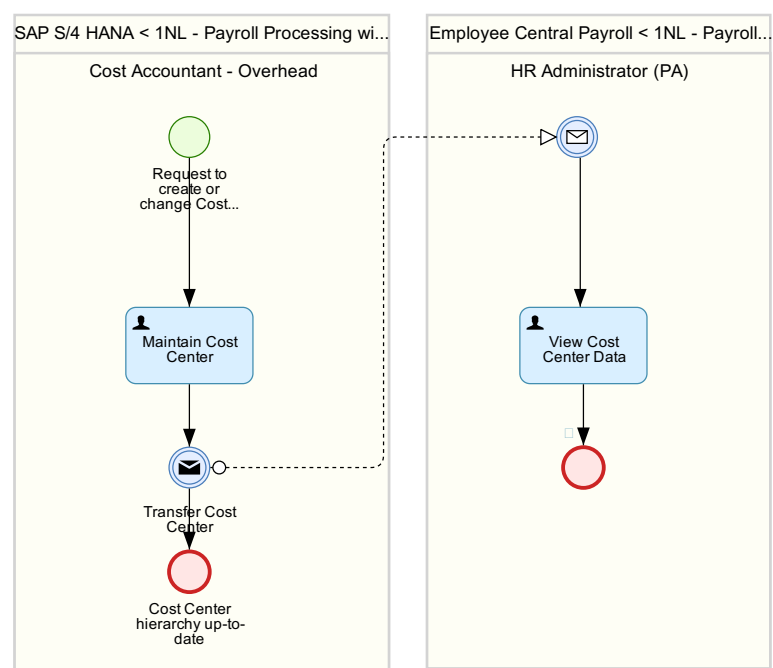 SAP S/4 HANA < 1NL - Payroll Processing wi...
Employee Central Payroll < 1NL - Payroll...
Cost Accountant - Overhead
HR Administrator (PA)
Request to
create or
change Cost...
Maintain Cost
Center
View Cost
Center Data
Transfer Cost
Center
Cost Center
hierarchy up-to-
date